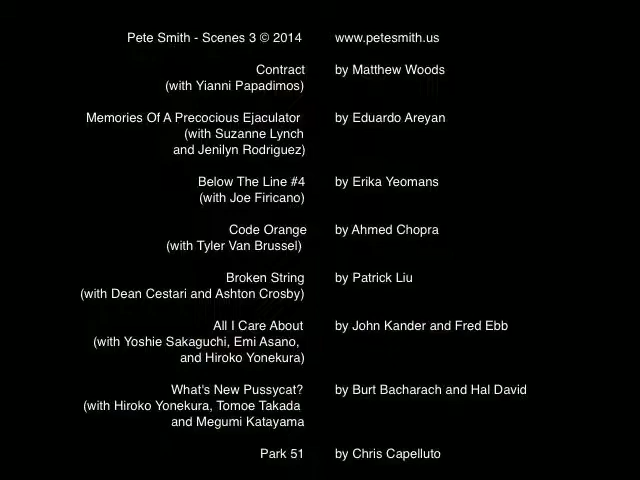 Pete Smith - Scenes 3 © 2014 www.petesmith.us
Contract by Matthew Woods
(with Yianni Papadimos)
Memories Of A Precocious Ejaculator by Eduardo Areyan
(with Suzanne Lynch
and Jenilyn Rodriguez)
Below The Line #4 by Erika Yeomans
(with Joe Firicano)
Code Orange by Ahmed Chopra
(with Tyler Van Brussel)
Broken String by Patrick Liu
(with Dean Cestari and Ashton Crosby)
All I Care About by John Kander and Fred Ebb
(with Yoshie Sakaguchi, Emi Asano,
and Hiroko Yonekura)
What's New Pussycat? by Burt Bacharach and Hal David
(with Hiroko Yonekura, Tomoe Takada
and Megumi Katayama
Park 51 by Chris Capelluto